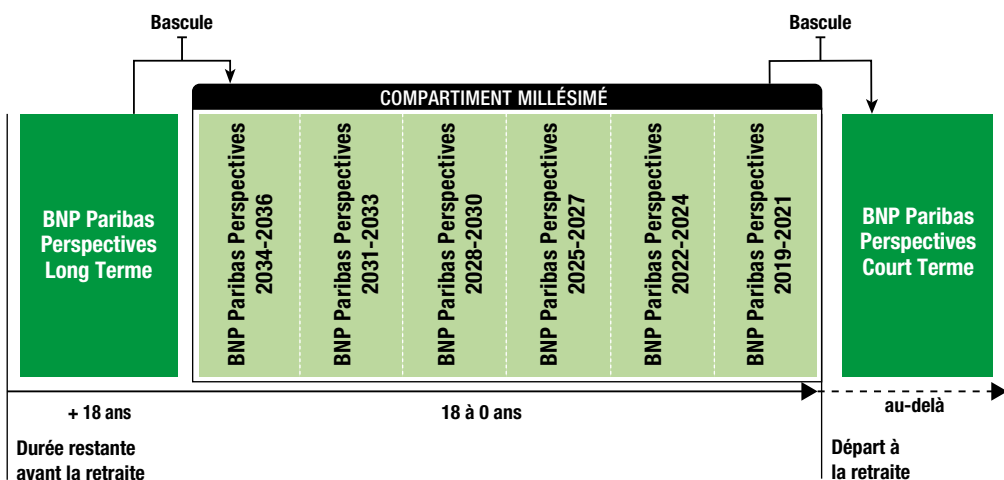 Bascule
Bascule
COMPARTIMENT MILLÉSIMÉ
BNP Paribas
Perspectives
Long Terme
BNP Paribas Perspectives
2034-2036
BNP Paribas Perspectives
2031-2033
BNP Paribas Perspectives
2028-2030
BNP Paribas Perspectives
2025-2027
BNP Paribas Perspectives
2022-2024
BNP Paribas Perspectives
2019-2021
BNP Paribas
Perspectives
Court Terme
+ 18 ans
18 à 0 ans
au-delà
Durée restante
avant la retraite
Départ à
la retraite